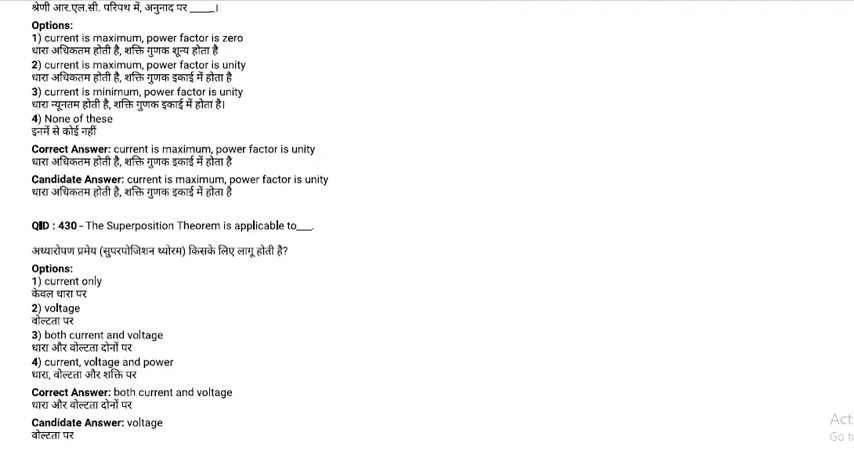 श्रेणी आर.एल.सी. परिपथ में, अनुनाद पर _____।
Options:
1) current is maximum, power factor is zero
धारा अधिकतम होती है, शक्ति गुणक शून्य होता है
2) current is maximum, power factor is unity
धारा अधिकतम होती है, शक्ति गुणक इकाई में होता है
3) current is minimum, power factor is unity
धारा न्यूनतम होती है, शक्ति गुणक इकाई में होता है।
4) None of these
इनमें से कोई नहीं
Correct Answer: current is maximum, power factor is unity
धारा अधिकतम होती है, शक्ति गुणक इकाई में होता है
Candidate Answer: current is maximum, power factor is unity
धारा अधिकतम होती है, शक्ति गुणक इकाई में होता है
QID : 430 - The Superposition Theorem is applicable to___.
अध्यारोपण प्रमेय (सुपरपोजिशन थ्योरम) किसके लिए लागू होती है?
Options:
1) current only
केवल धारा पर
2) voltage
वोल्टता पर
3) both current and voltage
धारा और वोल्टता दोनों पर
4) current, voltage and power
धारा, वोल्टता और शक्ति पर
Correct Answer: both current and voltage
धारा और वोल्टता दोनों पर
Candidate Answer: voltage
वोल्टता पर
Act
Go to